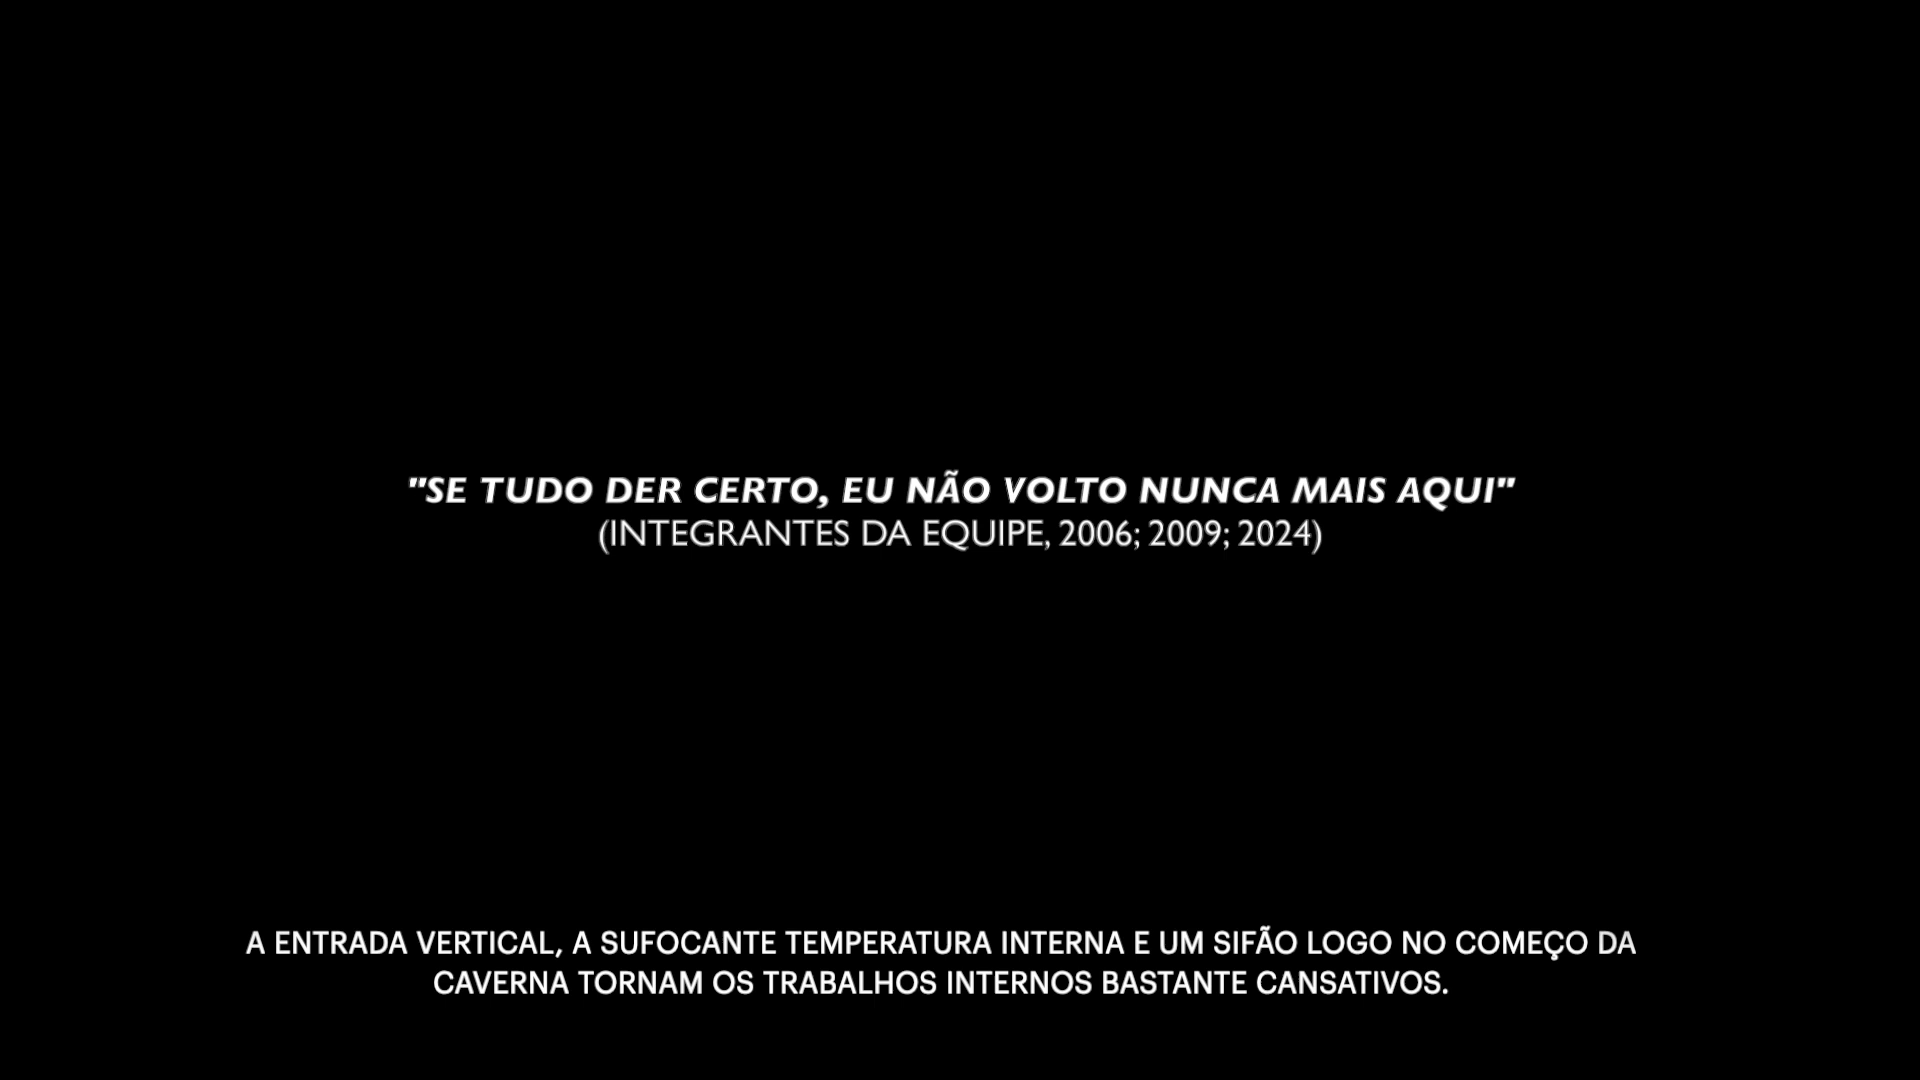 "SE TUDO DER CERTO, EU NÃO VOLTO NUNCA MAIS AQUI"
(INTEGRANTES DA EQUIPE, 2006; 2009; 2024)
A ENTRADA VERTICAL, A SUFOCANTE TEMPERATURA INTERNA E UM SIFÃO LOGO NO COMEÇO DA
CAVERNA TORNAM OS TRABALHOS INTERNOS BASTANTE CANSATIVOS.